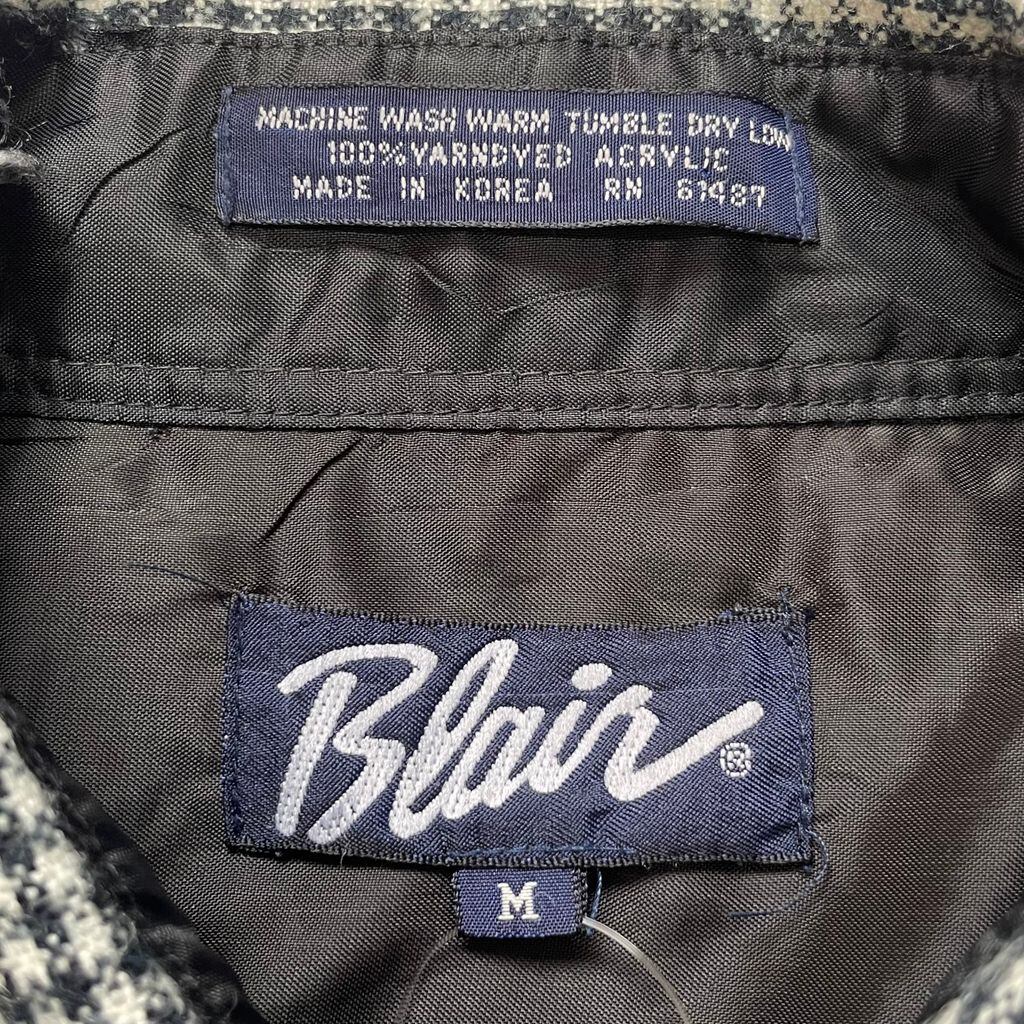 MACHINE WASH WARM TUMBLE DRY LOW
100% YARNDYED ACRYLIC
MADE IN KOREA RN 61487
Blair ®
M